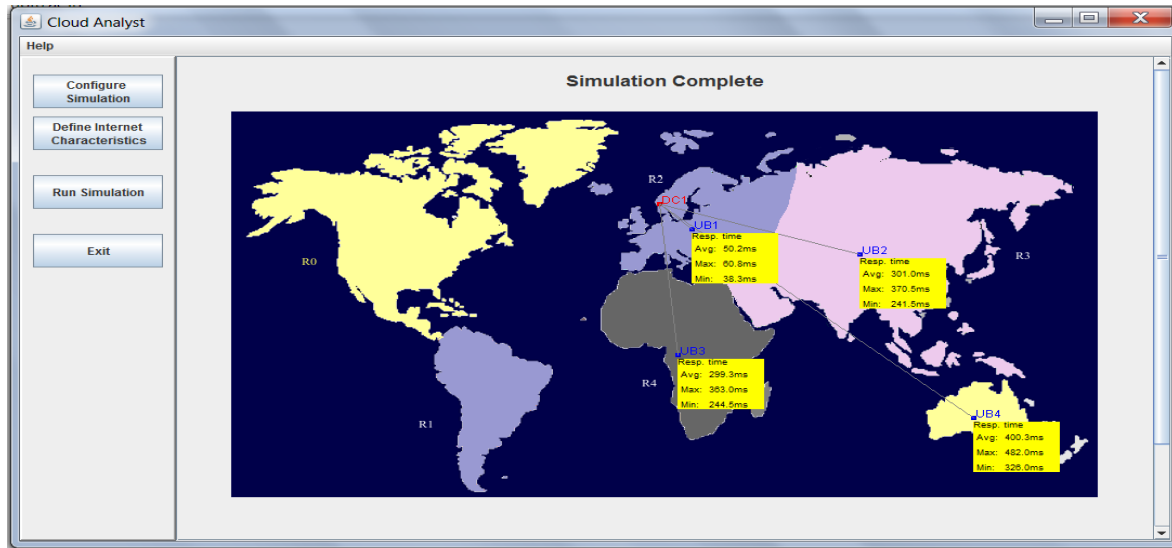 Cloud Analyst
Help
Configure
Simulation
Define Internet
Characteristics
Run Simulation
Exit
Simulation Complete
R2
DC1
UB1
Resp. time
Avg: 50.2ms
Max: 60.8ms
Min: 38.3ms
UB2
Resp. time
Avg: 301.0ms
Max: 370.5ms
Min: 241.5ms
R3
R0
UB3
Resp. time
Avg: 299.3ms
Max: 363.0ms
Min: 244.5ms
R4
R1
UB4
Resp. time
Avg: 400.3ms
Max: 482.0ms
Min: 326.0ms